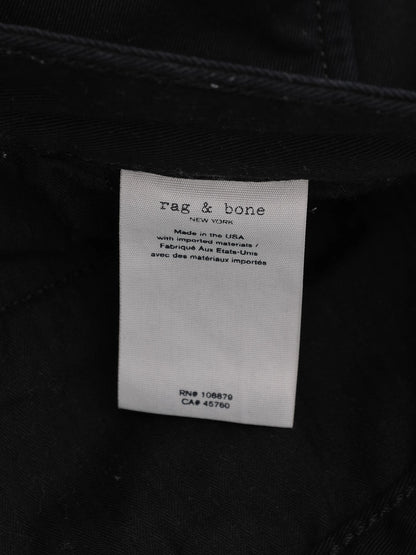 rag & bone
NEW YORK
Made in the USA
with imported materials /
Fabriqué Aux Etats-Unis
avec des matériaux importés
RN# 106679
CA# 45760